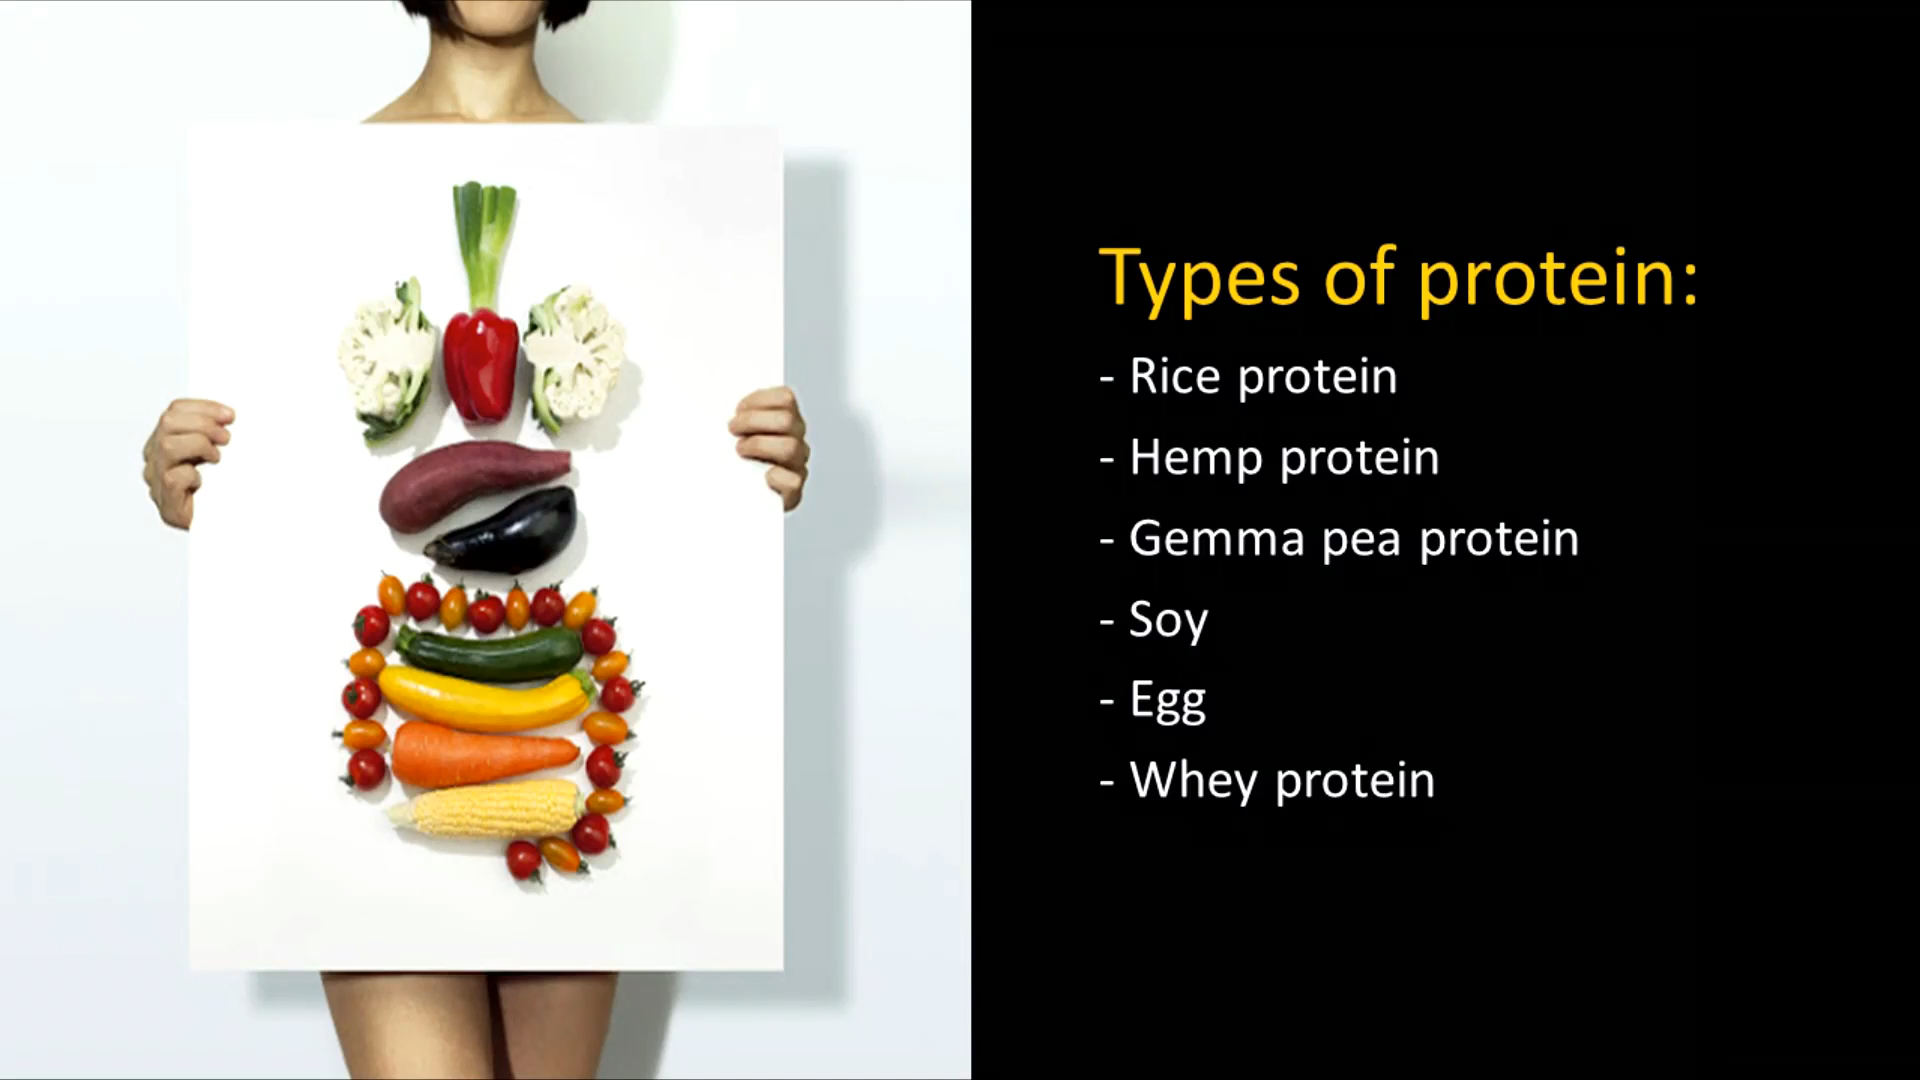 Types of protein:
- Rice protein
- Hemp protein
- Gemma pea protein
- Soy
- Egg
- Whey protein